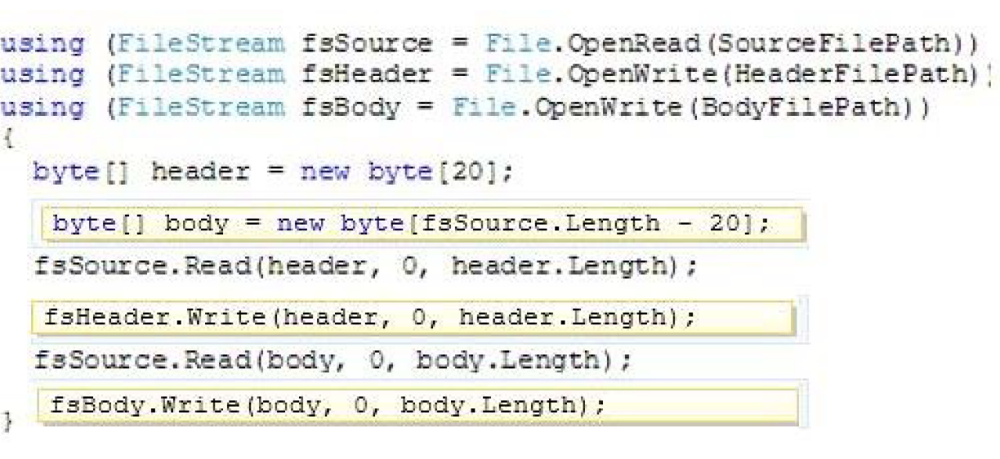 using (FileStream fsSource = File.OpenRead(SourceFilePath))
using (FileStream fsHeader = File.OpenWrite(HeaderFilePath))
using (FileStream fsBody = File.OpenWrite(BodyFilePath))
{
byte[] header = new byte[20];
byte[] body = new byte[fsSource.Length - 20];
fsSource.Read(header, 0, header.Length);
fsHeader.Write(header, 0, header.Length);
fsSource.Read(body, 0, body.Length);
fsBody.Write(body, 0, body.Length);
}